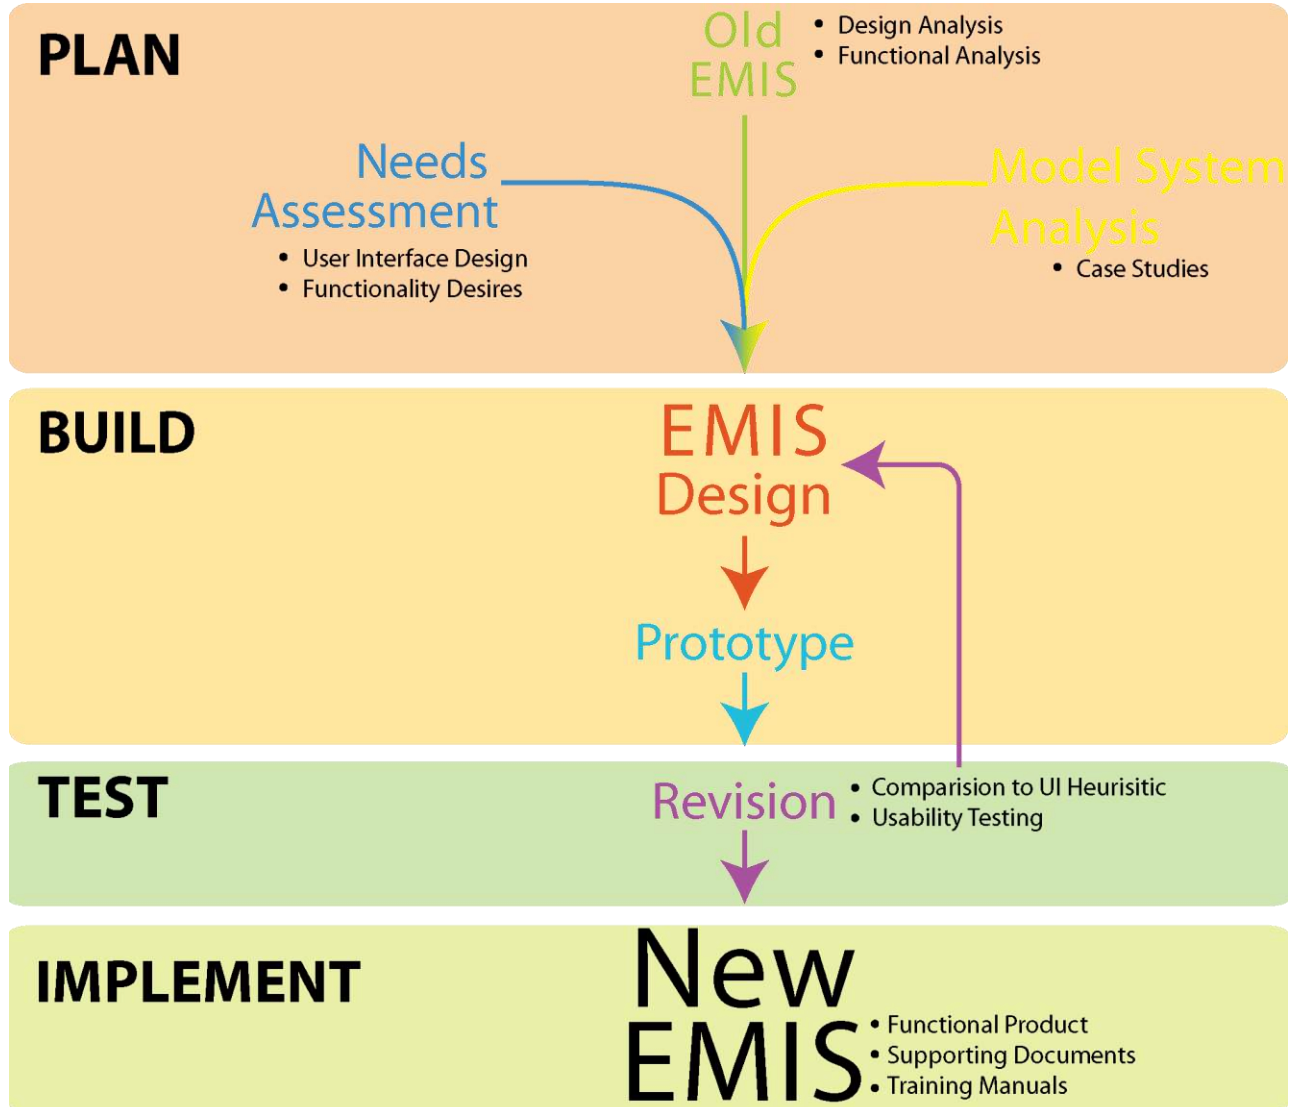 PLAN
Old
EMIS
• Design Analysis
• Functional Analysis
Needs
Assessment
• User Interface Design
• Functionality Desires
Model System
Analysis
• Case Studies
BUILD
EMIS
Design
Prototype
TEST
Revision
• Comparision to UI Heurisitic
• Usability Testing
IMPLEMENT
New
EMIS
• Functional Product
• Supporting Documents
• Training Manuals